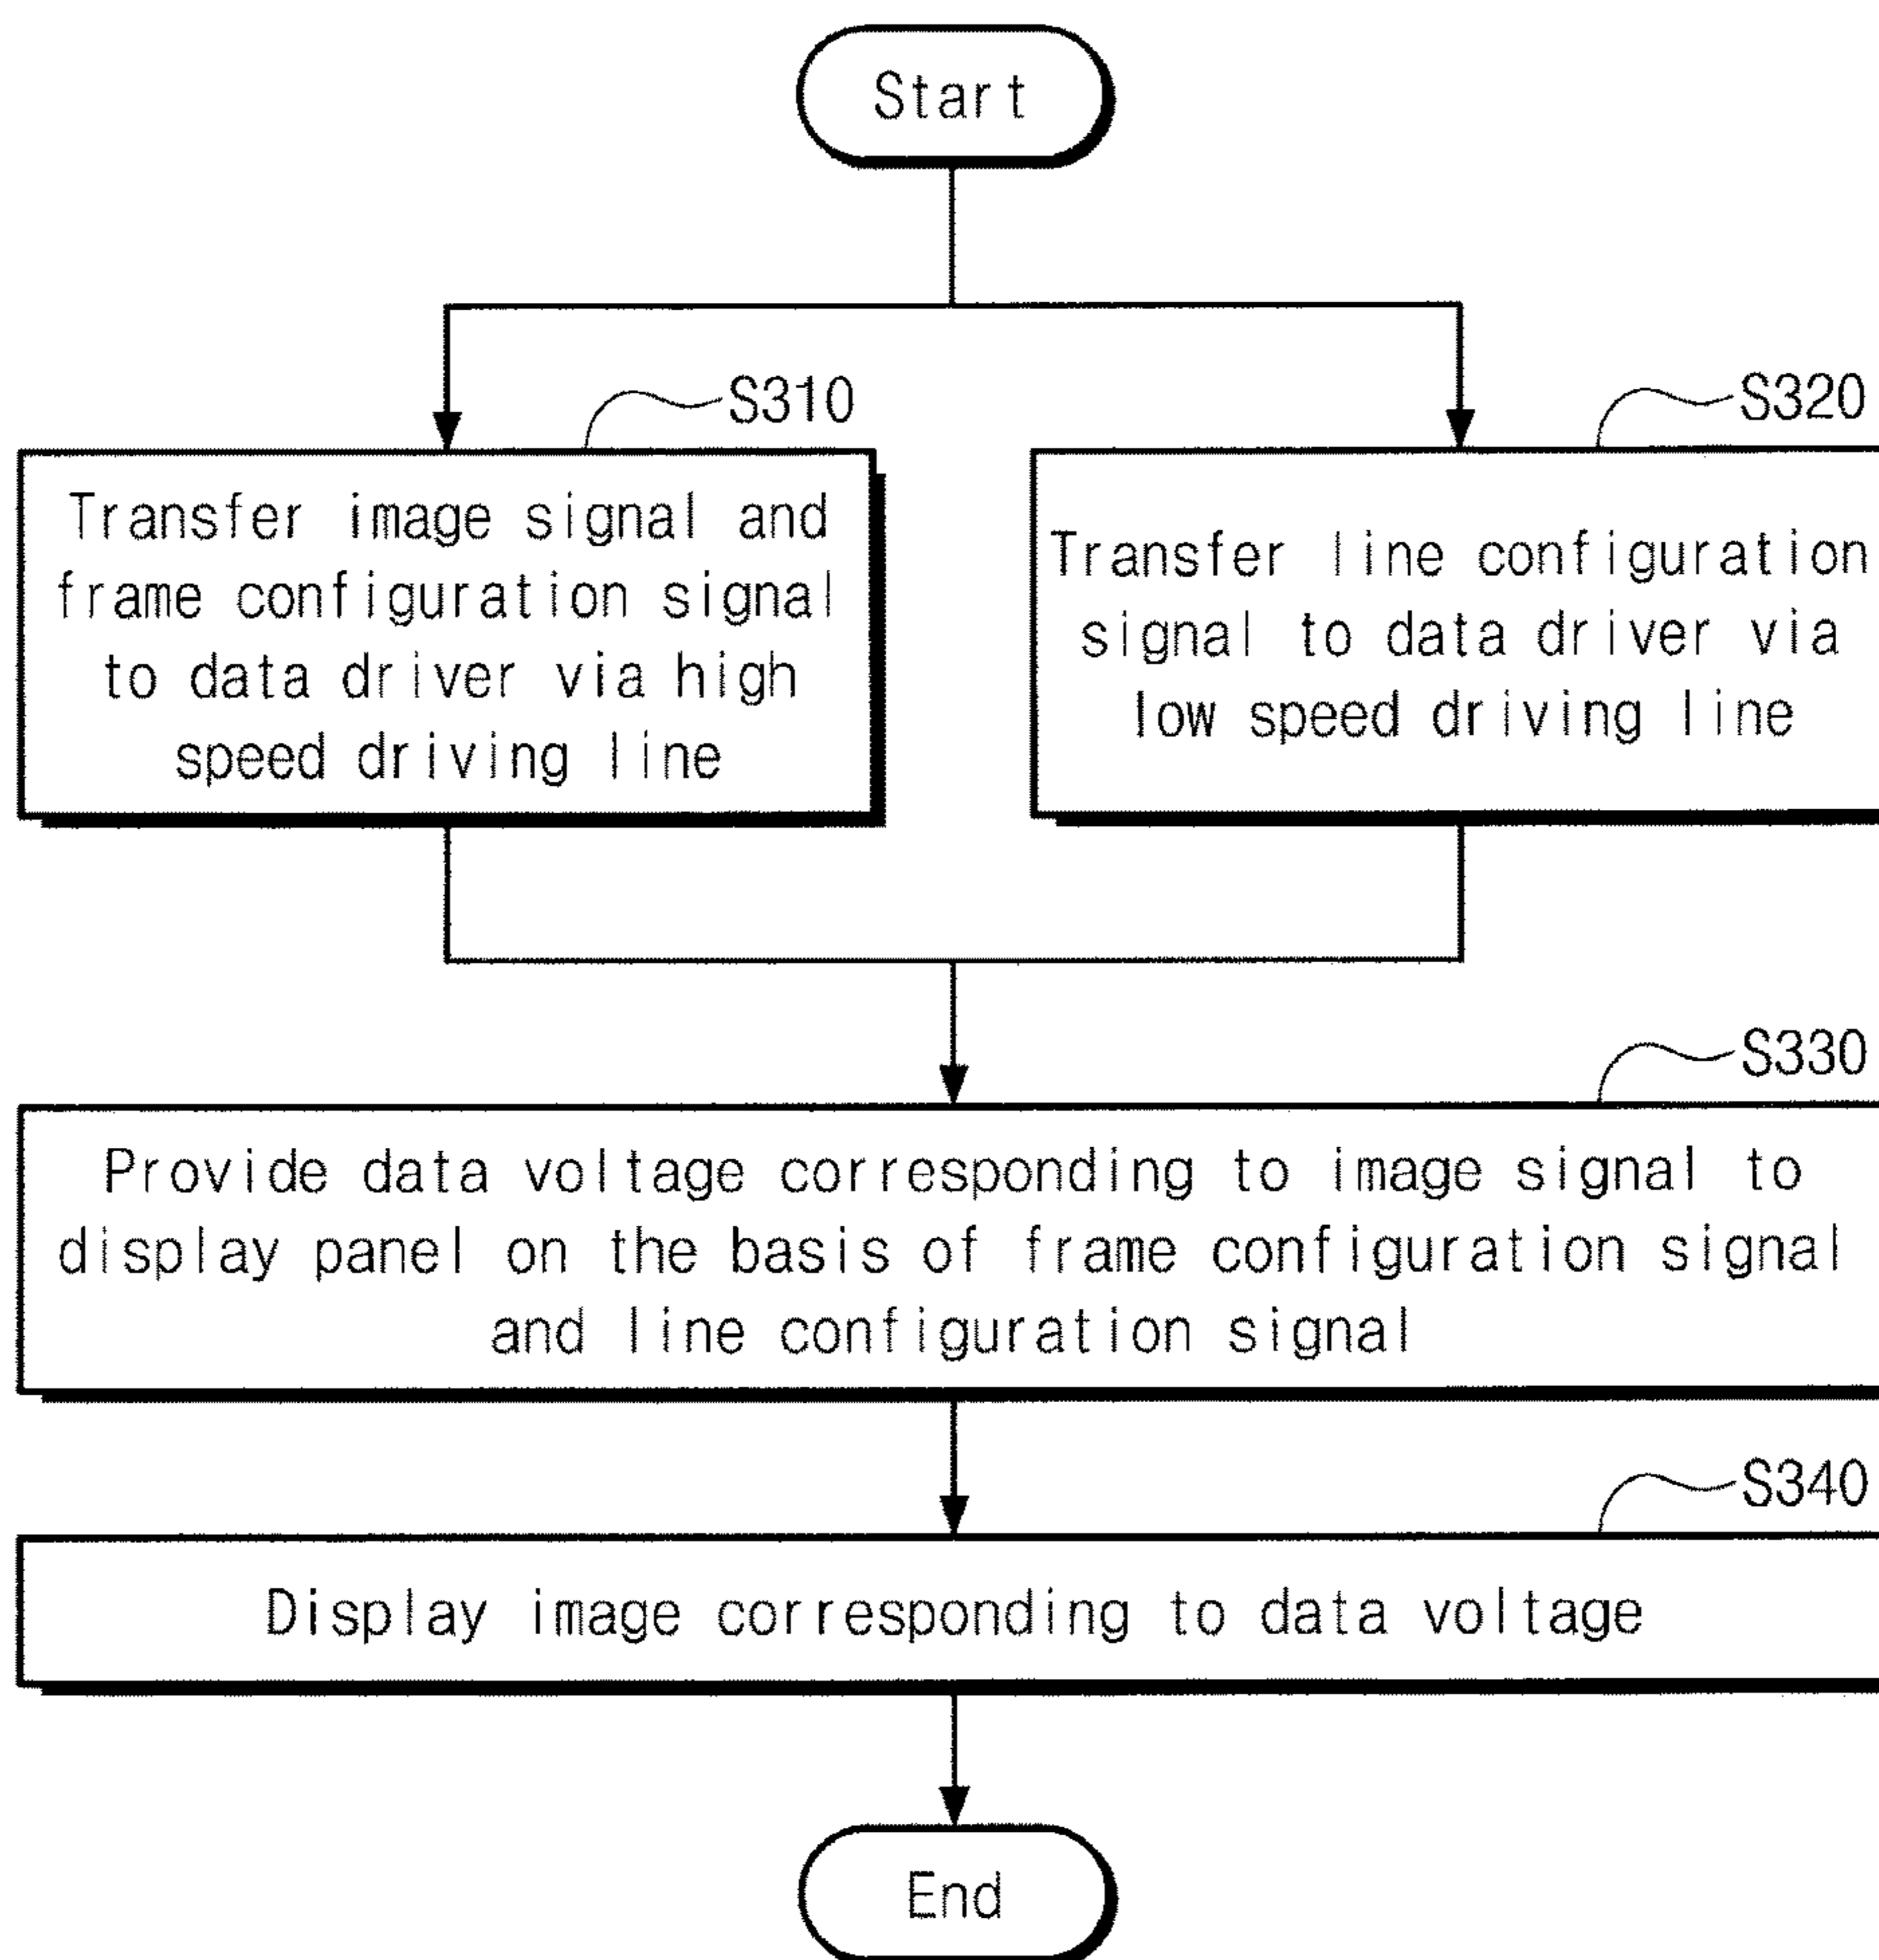 Start
S310
Transfer image signal and
frame configuration signal
to data driver via high
speed driving line
S320
Transfer line configuration
signal to data driver via
low speed driving line
S330
Provide data voltage corresponding to image signal to
display panel on the basis of frame configuration signal
and line configuration signal
S340
Display image corresponding to data voltage
End